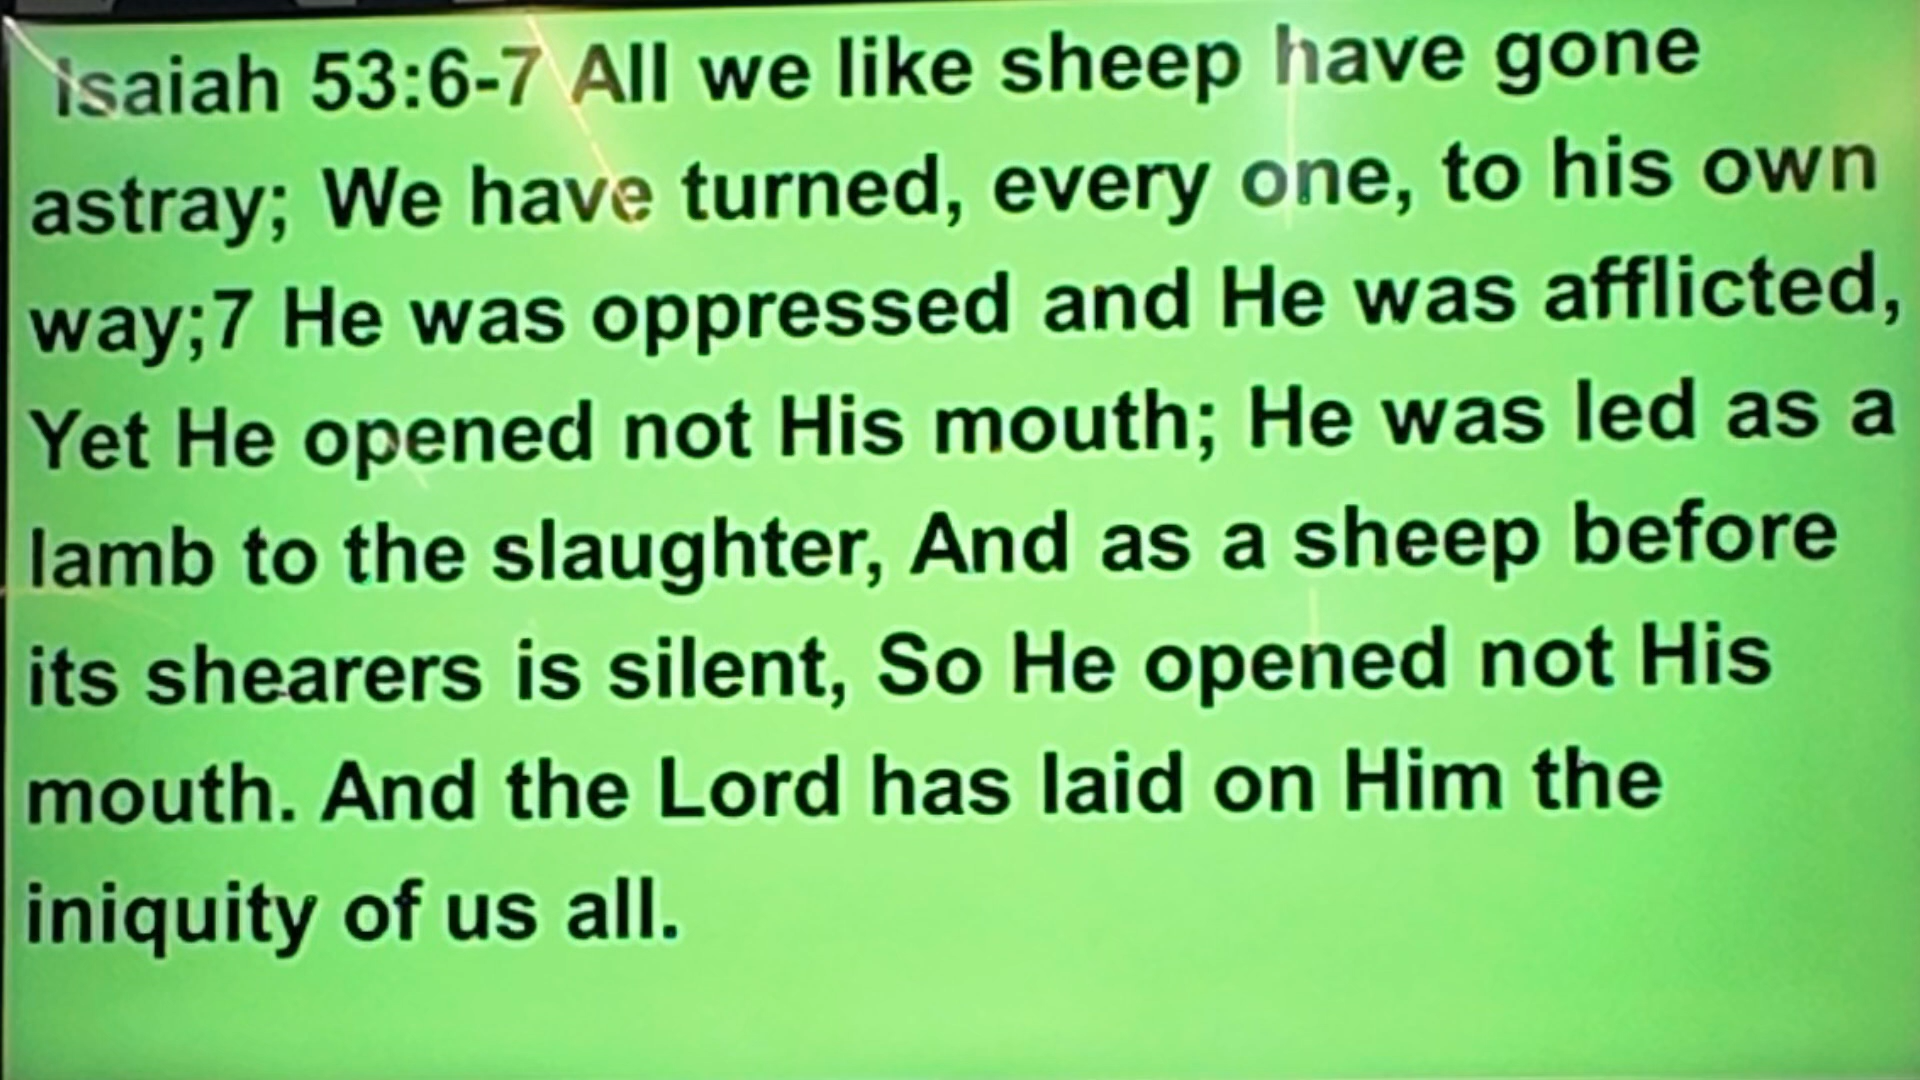 Isaiah 53:6-7 All we like sheep have gone
astray; We have turned, every one, to his own
way;7 He was oppressed and He was afflicted,
Yet He opened not His mouth; He was led as a
lamb to the slaughter, And as a sheep before
its shearers is silent, So He opened not His
mouth. And the Lord has laid on Him the
iniquity of us all.